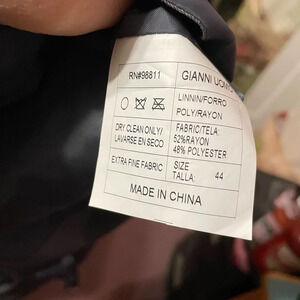 RN#98811
GIANNI UOMO
LINNIN/FORRO
POLY/RAYON
DRY CLEAN ONLY/
LAVARSE EN SECO
FABRIC/TELA:
52%RAYON
48% POLYESTER
EXTRA FINE FABRIC
SIZE
TALLA: 44
MADE IN CHINA